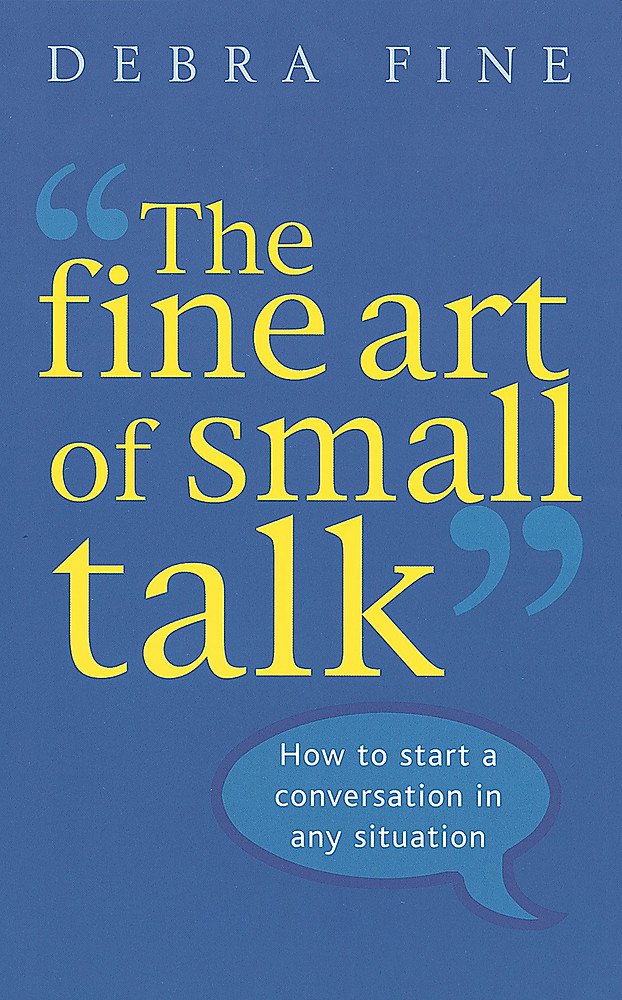 DEBRA FINE
“The
fine art
of small
talk”
How to start a
conversation in
any situation